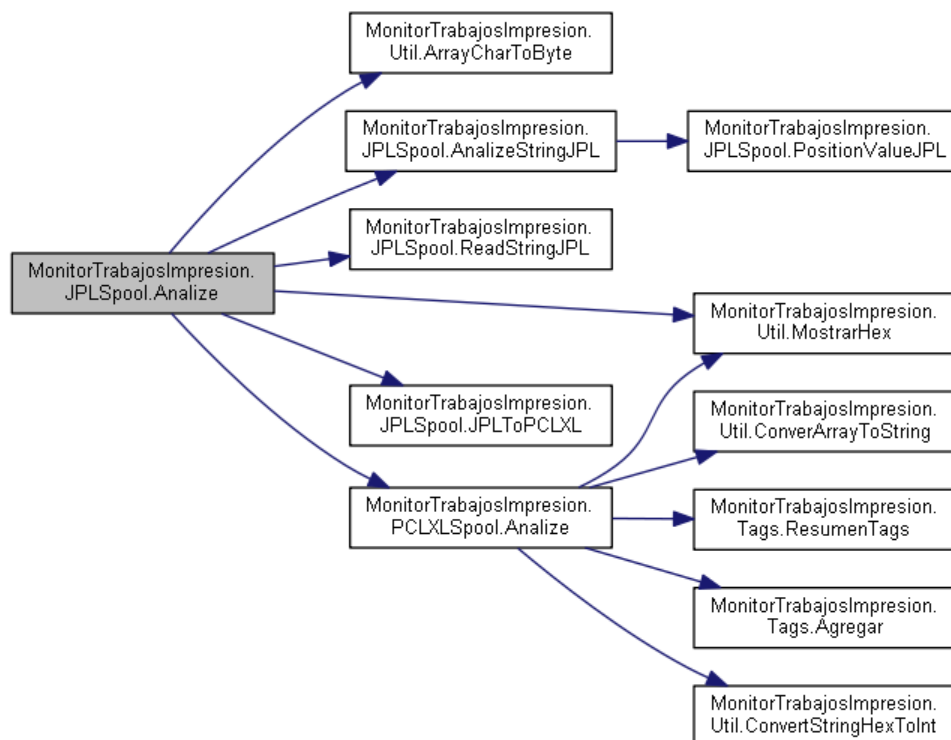 MonitorTrabajosImpresion.
Util.ArrayCharToByte
MonitorTrabajosImpresion.
JPLSpool.AnalizeStringJPL
MonitorTrabajosImpresion.
JPLSpool.PositionValueJPL
MonitorTrabajosImpresion.
JPLSpool.ReadStringJPL
MonitorTrabajosImpresion.
JPLSpool.Analize
MonitorTrabajosImpresion.
Util.MostrarHex
MonitorTrabajosImpresion.
JPLSpool.JPLToPCLXL
MonitorTrabajosImpresion.
Util.ConverArrayToString
MonitorTrabajosImpresion.
PCLXLSpool.Analize
MonitorTrabajosImpresion.
Tags.ResumenTags
MonitorTrabajosImpresion.
Tags.Agregar
MonitorTrabajosImpresion.
Util.ConvertStringHexToInt